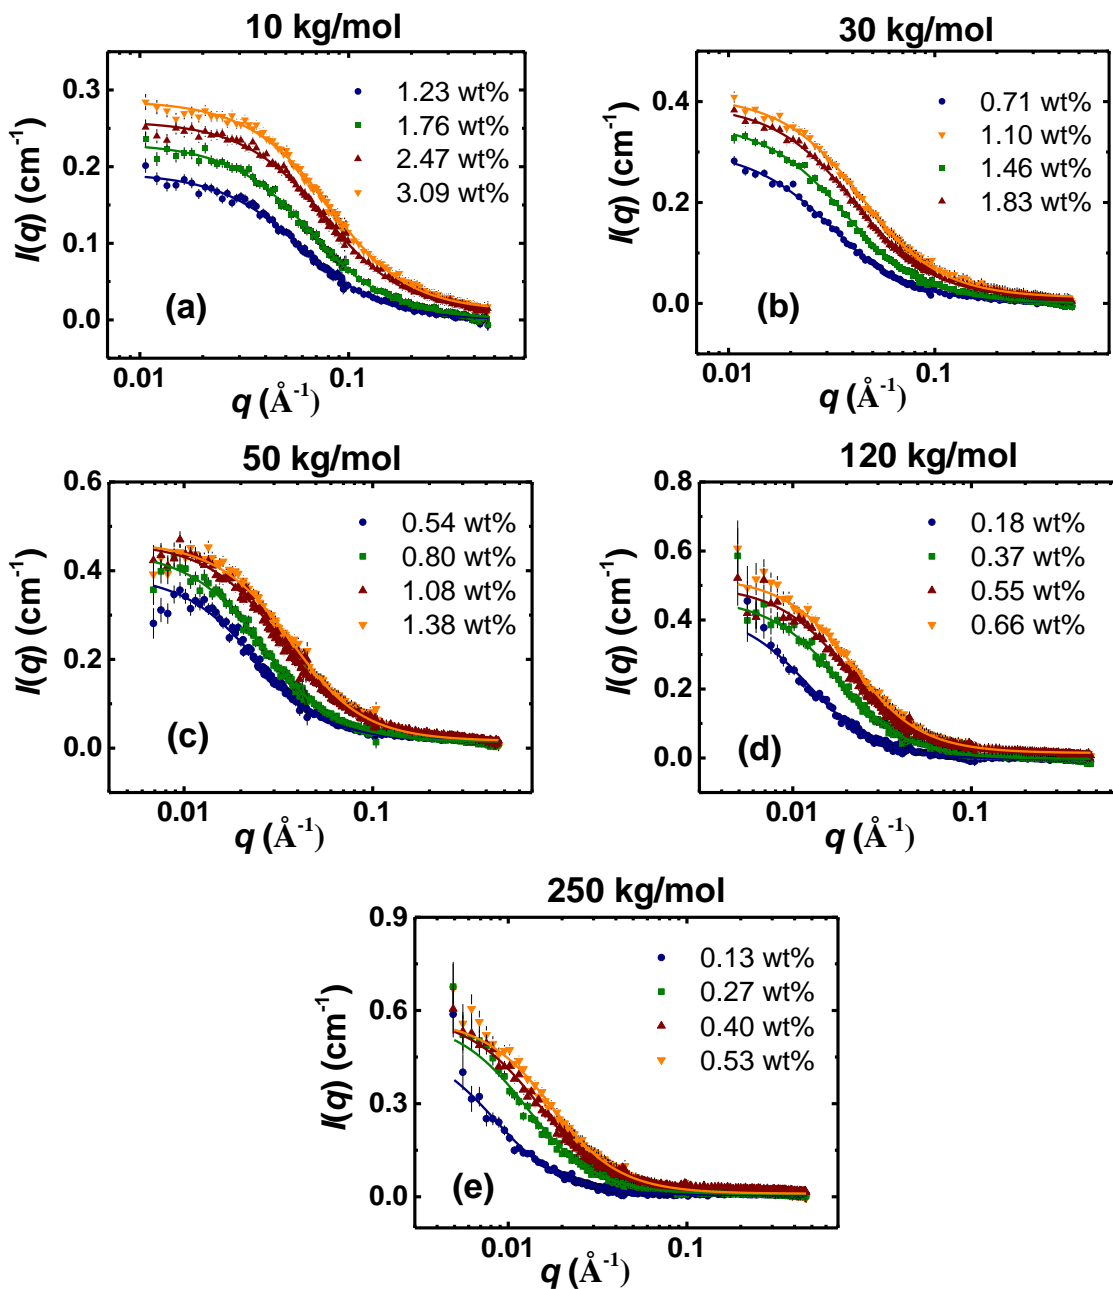 10 kg/mol
0.3
0.2
0.1
0.0
I(q) (cm⁻¹)
1.23 wt%
1.76 wt%
2.47 wt%
3.09 wt%
(a)
0.01
0.1
q (Å⁻¹)
30 kg/mol
0.4
0.2
0.0
I(q) (cm⁻¹)
0.71 wt%
1.10 wt%
1.46 wt%
1.83 wt%
(b)
0.01
0.1
q (Å⁻¹)
50 kg/mol
0.6
0.4
0.2
0.0
I(q) (cm⁻¹)
0.54 wt%
0.80 wt%
1.08 wt%
1.38 wt%
(c)
0.01
0.1
q (Å⁻¹)
120 kg/mol
0.8
0.6
0.4
0.2
0.0
I(q) (cm⁻¹)
0.18 wt%
0.37 wt%
0.55 wt%
0.66 wt%
(d)
0.01
0.1
q (Å⁻¹)
250 kg/mol
0.9
0.6
0.3
0.0
I(q) (cm⁻¹)
0.13 wt%
0.27 wt%
0.40 wt%
0.53 wt%
(e)
0.01
0.1
q (Å⁻¹)